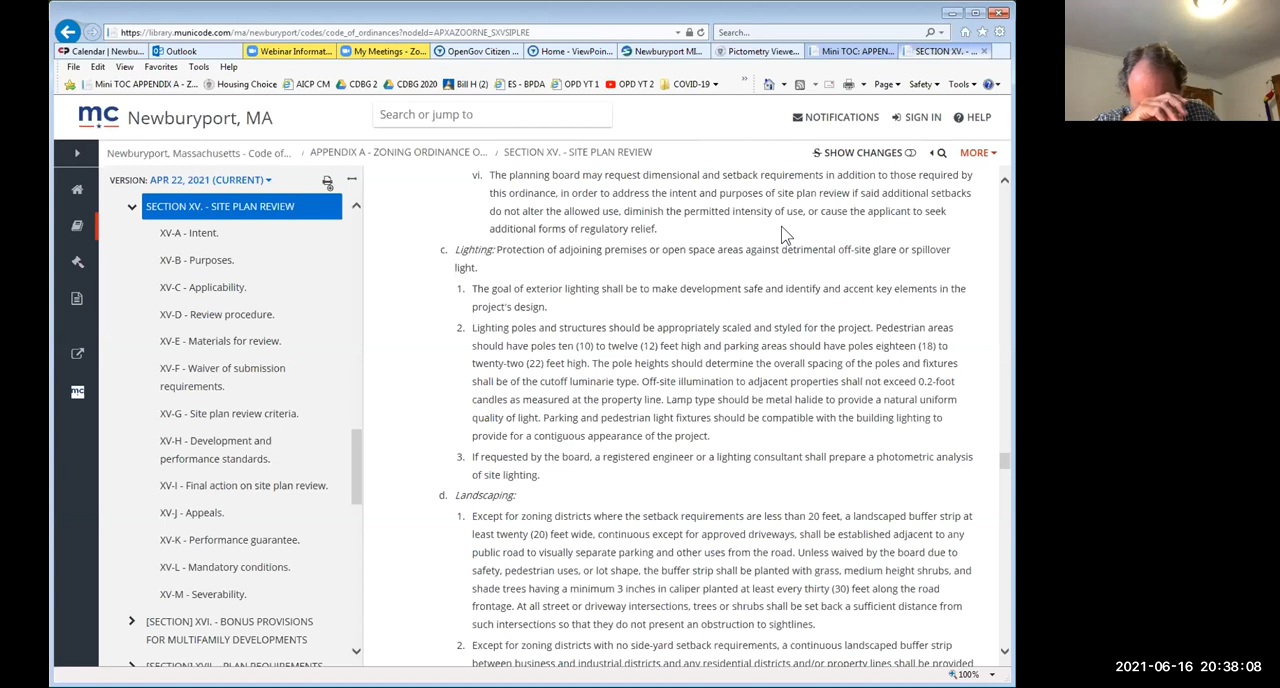 https://library.municode.com/ma/newburyport/codes/code_of_ordinances?nodeId=APXAZOORNE_SXVSIPLRE
Search...
Calendar | Newbu...
Outlook
Webinar Informat...
My Meetings - Zo...
OpenGov Citizen ...
Home - ViewPoin...
Newburyport MI...
Pictometry Viewe...
Mini TOC: APPEN...
SECTION XV. - ...
File Edit View Favorites Tools Help
Mini TOC APPENDIX A - Z...
Housing Choice
AICP CM
CDBG 2
CDBG 2020
Bill H (2)
ES - BPDA
OPD YT 1
OPD YT 2
COVID-19
Page
Safety
Tools
mc Newburyport, MA
Search or jump to
NOTIFICATIONS
SIGN IN
HELP
Newburyport, Massachusetts - Code of...
APPENDIX A - ZONING ORDINANCE O...
SECTION XV. - SITE PLAN REVIEW
SHOW CHANGES
MORE
VERSION: APR 22, 2021 (CURRENT)
SECTION XV. - SITE PLAN REVIEW
XV-A - Intent.
XV-B - Purposes.
XV-C - Applicability.
XV-D - Review procedure.
XV-E - Materials for review.
XV-F - Waiver of submission
requirements.
XV-G - Site plan review criteria.
XV-H - Development and
performance standards.
XV-I - Final action on site plan review.
XV-J - Appeals.
XV-K - Performance guarantee.
XV-L - Mandatory conditions.
XV-M - Severability.
[SECTION] XVI. - BONUS PROVISIONS
FOR MULTIFAMILY DEVELOPMENTS
[SECTION] XVII. - PLAN REQUIREMENTS
mc
vi. The planning board may request dimensional and setback requirements in addition to those required by
this ordinance, in order to address the intent and purposes of site plan review if said additional setbacks
do not alter the allowed use, diminish the permitted intensity of use, or cause the applicant to seek
additional forms of regulatory relief.
c. Lighting: Protection of adjoining premises or open space areas against detrimental off-site glare or spillover
light.
1. The goal of exterior lighting shall be to make development safe and identify and accent key elements in the
project's design.
2. Lighting poles and structures should be appropriately scaled and styled for the project. Pedestrian areas
should have poles ten (10) to twelve (12) feet high and parking areas should have poles eighteen (18) to
twenty-two (22) feet high. The pole heights should determine the overall spacing of the poles and fixtures
shall be of the cutoff luminarie type. Off-site illumination to adjacent properties shall not exceed 0.2-foot
candles as measured at the property line. Lamp type should be metal halide to provide a natural uniform
quality of light. Parking and pedestrian light fixtures should be compatible with the building lighting to
provide for a contiguous appearance of the project.
3. If requested by the board, a registered engineer or a lighting consultant shall prepare a photometric analysis
of site lighting.
d. Landscaping:
1. Except for zoning districts where the setback requirements are less than 20 feet, a landscaped buffer strip at
least twenty (20) feet wide, continuous except for approved driveways, shall be established adjacent to any
public road to visually separate parking and other uses from the road. Unless waived by the board due to
safety, pedestrian uses, or lot shape, the buffer strip shall be planted with grass, medium height shrubs, and
shade trees having a minimum 3 inches in caliper planted at least every thirty (30) feet along the road
frontage. At all street or driveway intersections, trees or shrubs shall be set back a sufficient distance from
such intersections so that they do not present an obstruction to sightlines.
2. Except for zoning districts with no side-yard setback requirements, a continuous landscaped buffer strip
between business and industrial districts and any residential districts and/or property lines shall be provided
100%
2021-06-16 20:38:08